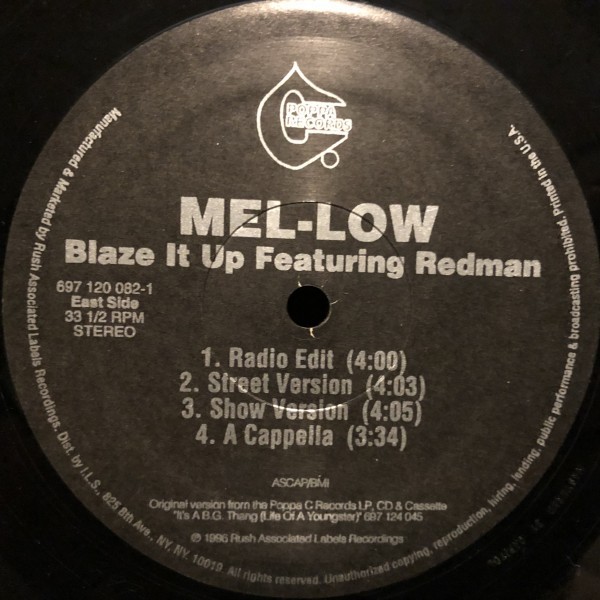 POPPA
RECORDS
MEL-LOW
Blaze It Up Featuring Redman
697 120 082-1
East Side
33 1/2 RPM
STEREO
1. Radio Edit (4:00)
2. Street Version (4:03)
3. Show Version (4:05)
4. A Cappella (3:34)
ASCAP/BMI
Original version from the Poppa C Records LP, CD & Cassette
"It's A B.G. Thang (Life Of A Youngster)" 697 124 045
℗ 1996 Rush Associated Labels Recordings
Manufactured & Marketed by Rush Associated Labels Recordings, Dist. by I.L.S., 825 8th Ave., NY, NY, 10019. All rights reserved. Unauthorized copying, reproduction, hiring, lending, public performance & broadcasting prohibited. Printed in the U.S.A.